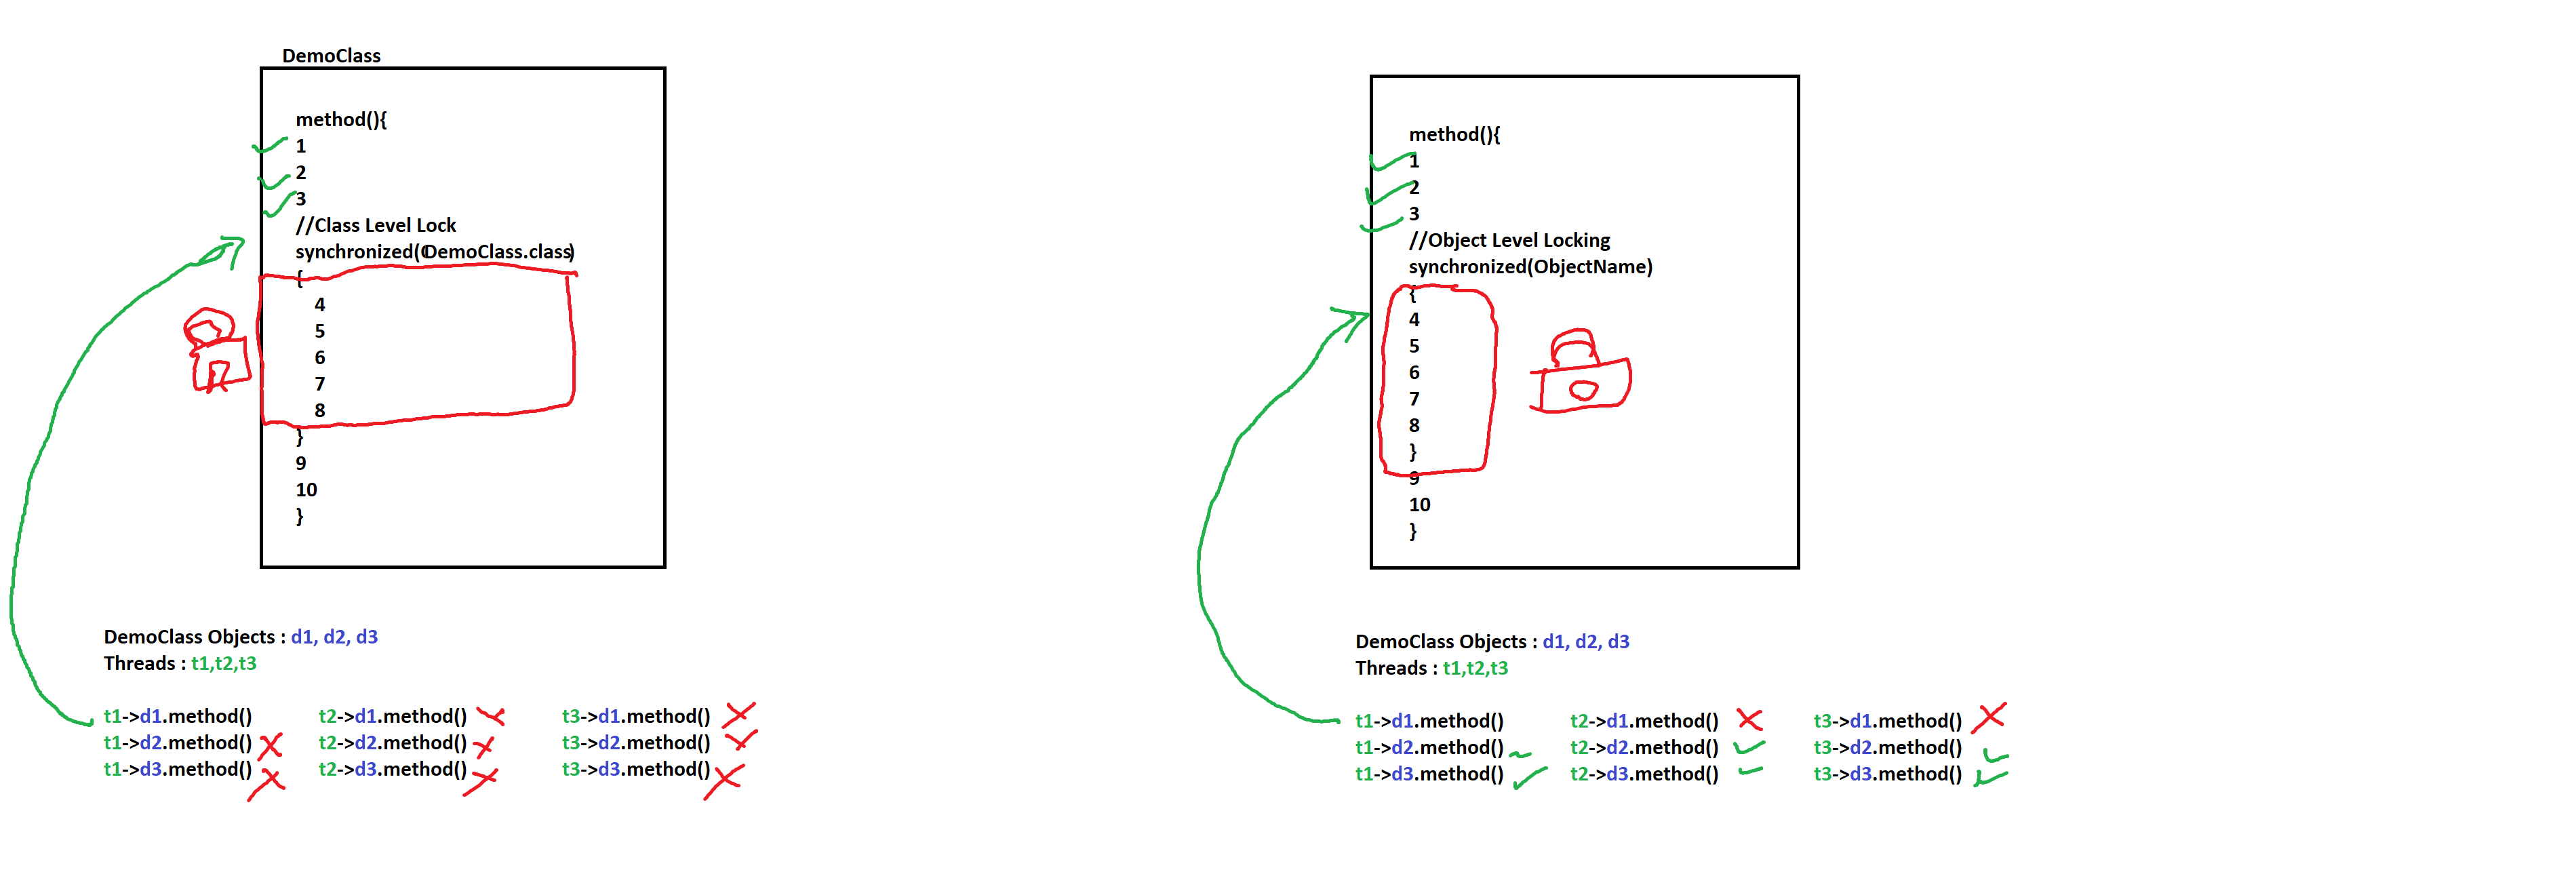 DemoClass
method(){
1
2
3
//Class Level Lock
synchronized(DemoClass.class)
{
4
5
6
7
8
}
9
10
}
DemoClass Objects : d1, d2, d3
Threads : t1,t2,t3
t1->d1.method() t2->d1.method() t3->d1.method()
t1->d2.method() t2->d2.method() t3->d2.method()
t1->d3.method() t2->d3.method() t3->d3.method()
method(){
1
2
3
//Object Level Locking
synchronized(ObjectName)
{
4
5
6
7
8
}
9
10
}
DemoClass Objects : d1, d2, d3
Threads : t1,t2,t3
t1->d1.method() t2->d1.method() t3->d1.method()
t1->d2.method() t2->d2.method() t3->d2.method()
t1->d3.method() t2->d3.method() t3->d3.method()